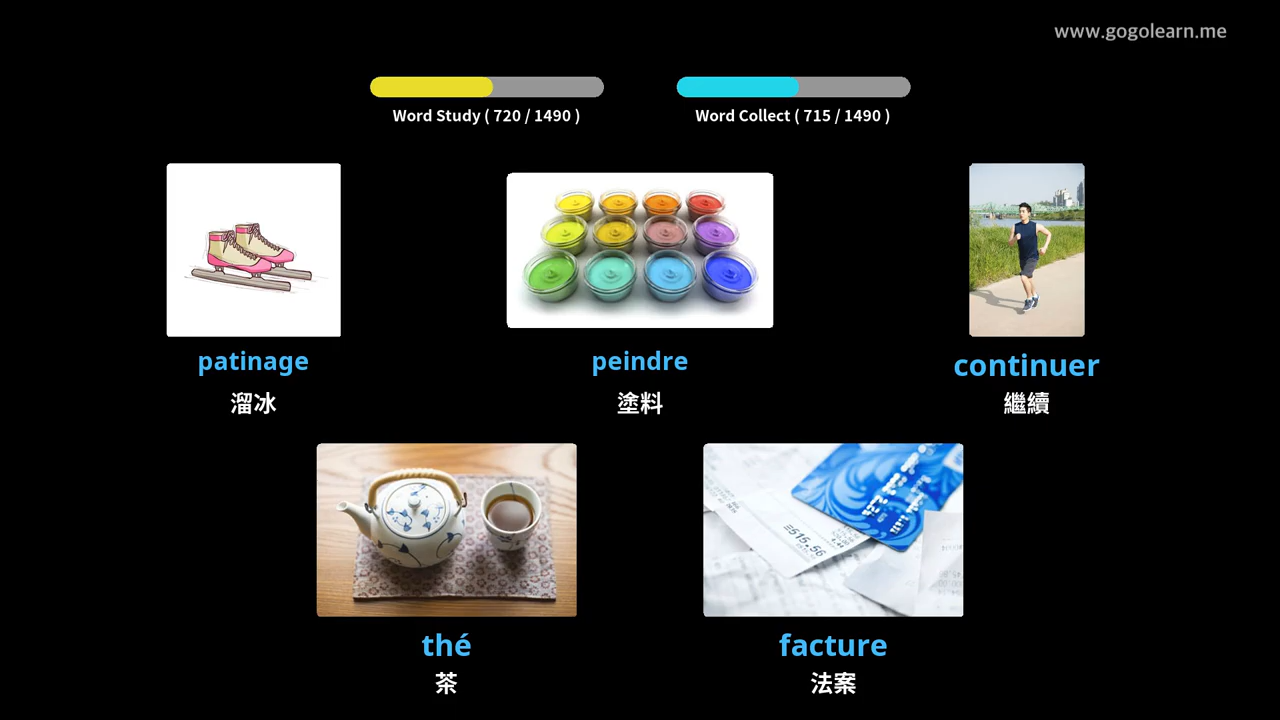 www.gogolearn.me
Word Study ( 720 / 1490 )
Word Collect ( 715 / 1490 )
patinage
peindre
continuer
溜冰
塗料
繼續
thé
facture
茶
法案